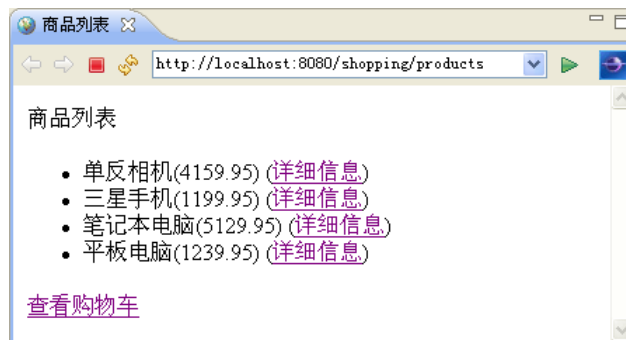 商品列表
http://localhost:8080/shopping/products
商品列表
单反相机(4159.95) (详细信息)
三星手机(1199.95) (详细信息)
笔记本电脑(5129.95) (详细信息)
平板电脑(1239.95) (详细信息)
查看购物车